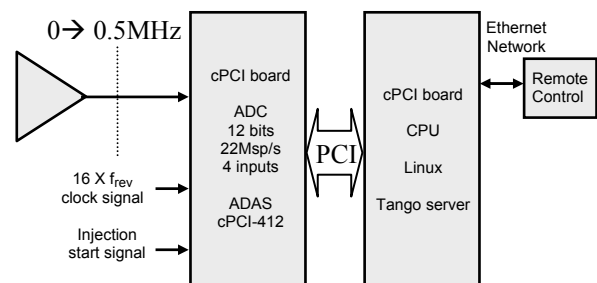 0→ 0.5MHz
16 X frev
clock signal
Injection
start signal
cPCI board
ADC
12 bits
22Msp/s
4 inputs
ADAS
cPCI-412
PCI
cPCI board
CPU
Linux
Tango server
Ethernet
Network
Remote
Control